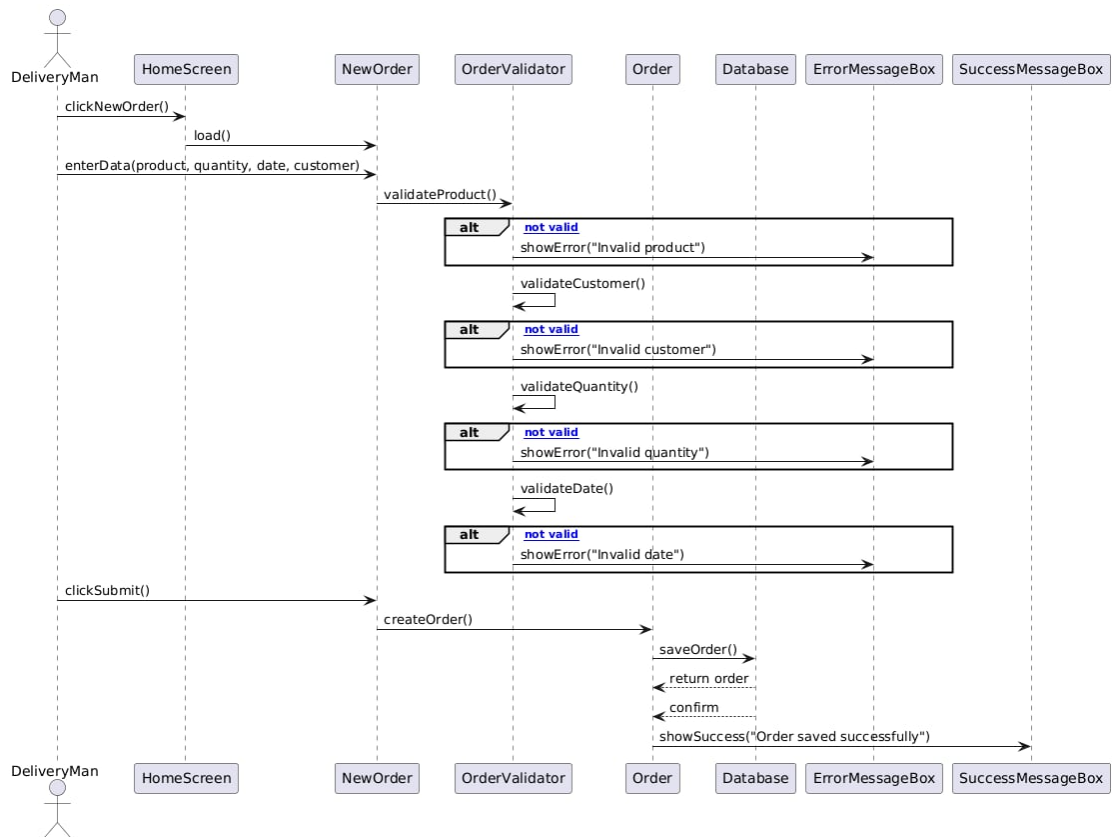 DeliveryMan
HomeScreen
NewOrder
OrderValidator
Order
Database
ErrorMessageBox
SuccessMessageBox
clickNewOrder()
load()
enterData(product, quantity, date, customer)
validateProduct()
alt
not valid
showError("Invalid product")
validateCustomer()
alt
not valid
showError("Invalid customer")
validateQuantity()
alt
not valid
showError("Invalid quantity")
validateDate()
alt
not valid
showError("Invalid date")
clickSubmit()
createOrder()
saveOrder()
return order
confirm
showSuccess("Order saved successfully")
DeliveryMan
HomeScreen
NewOrder
OrderValidator
Order
Database
ErrorMessageBox
SuccessMessageBox